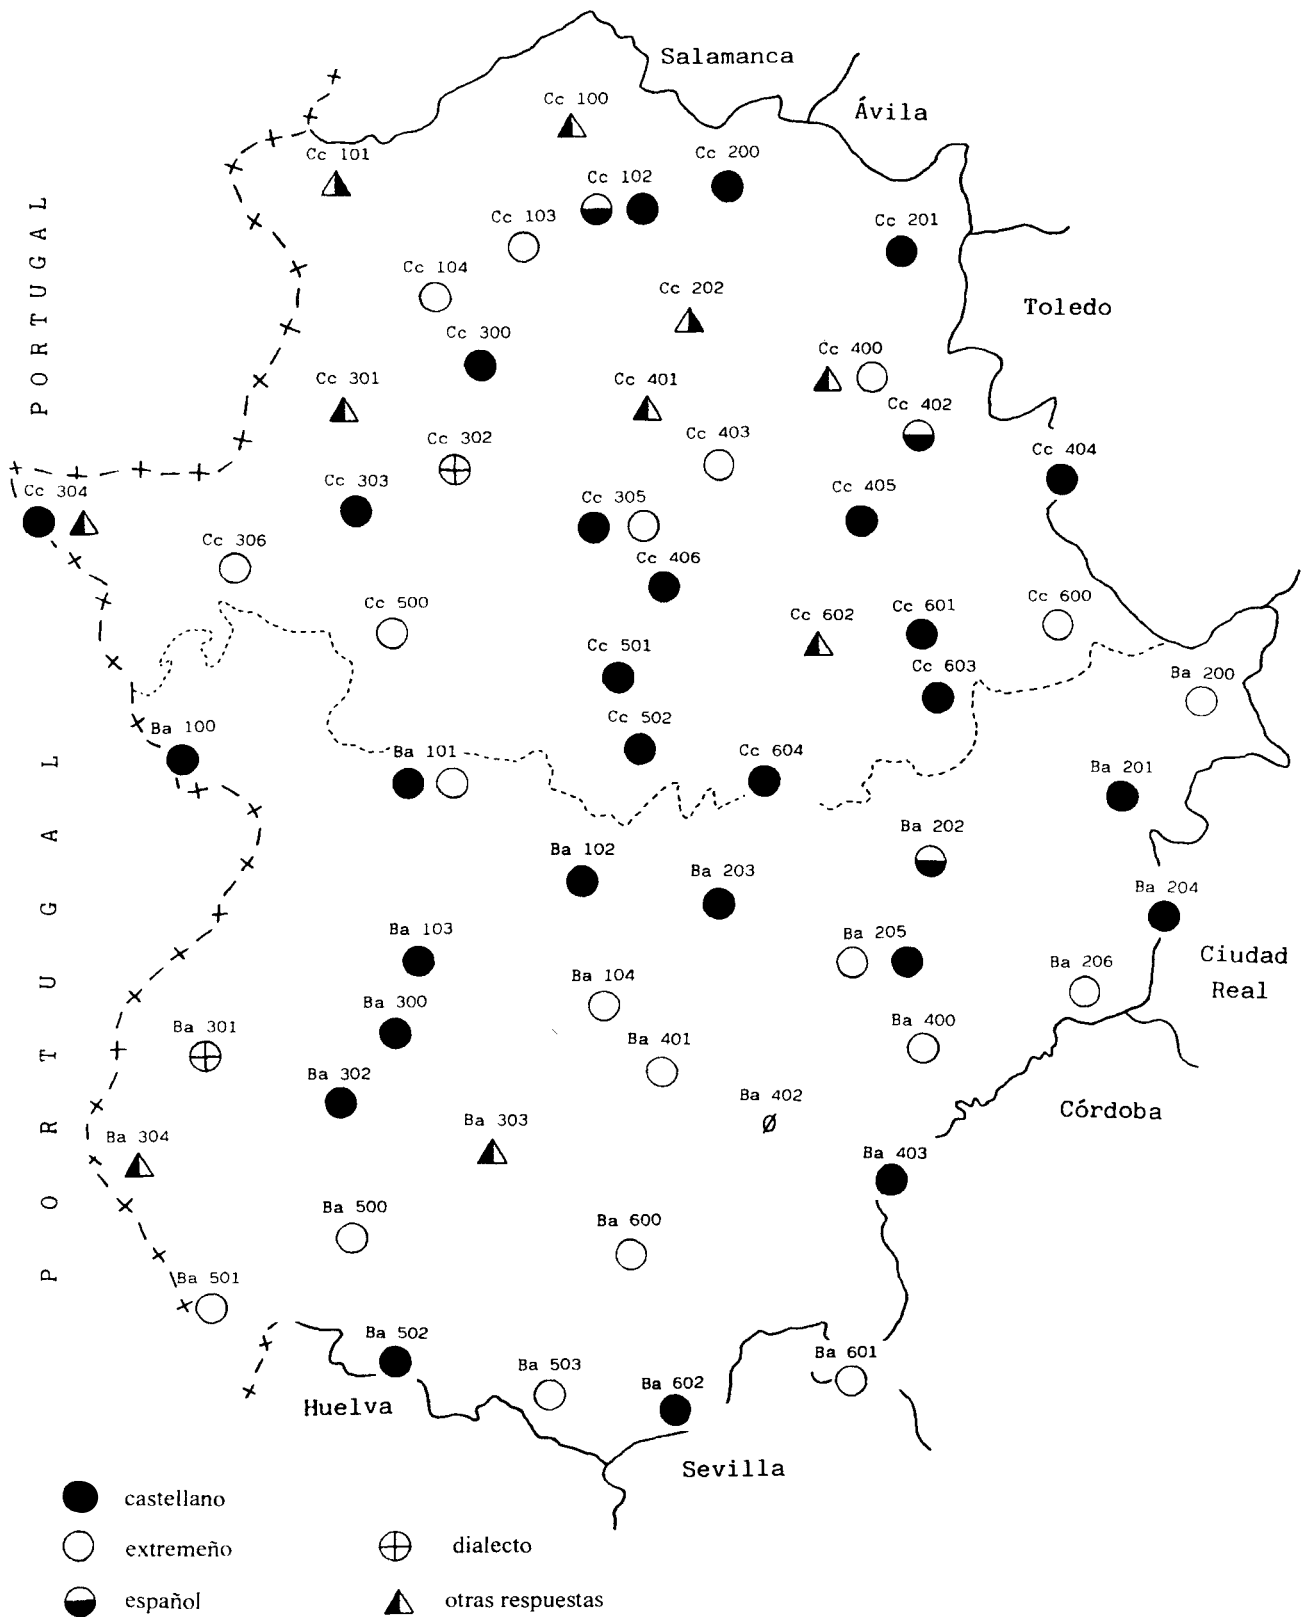 Salamanca
Ávila
Cc 100
Cc 101
Cc 200
Cc 102
Cc 103
Cc 201
PORTUGAL
Cc 104
Cc 202
Toledo
Cc 300
Cc 400
Cc 301
Cc 401
Cc 402
Cc 302
Cc 403
Cc 404
Cc 303
Cc 304
Cc 305
Cc 405
Cc 306
Cc 406
Cc 500
Cc 602
Cc 601
Cc 600
Cc 501
Cc 603
Ba 200
Ba 100
Cc 502
Ba 101
Cc 604
Ba 201
PORTUGAL
Ba 202
Ba 102
Ba 203
Ba 204
Ba 103
Ba 205
Ciudad
Real
Ba 206
Ba 104
Ba 300
Ba 301
Ba 400
Ba 401
Ba 302
Ba 402
ø
Córdoba
Ba 303
Ba 304
Ba 403
Ba 500
Ba 600
Ba 501
Ba 502
Ba 503
Ba 601
Ba 602
Huelva
Sevilla
castellano
extremeño
dialecto
español
otras respuestas